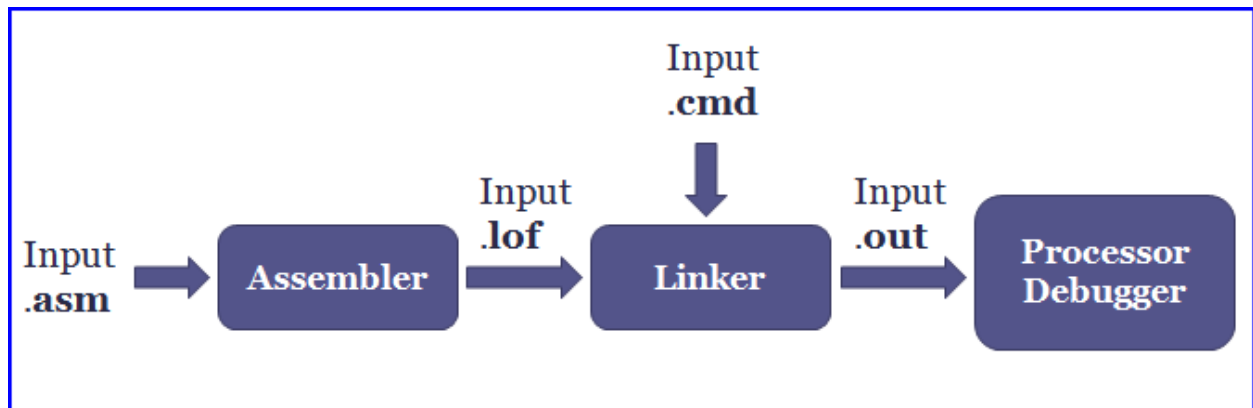 Input
.cmd
Input
.lof
Input
.out
Input
.asm
Assembler
Linker
Processor
Debugger